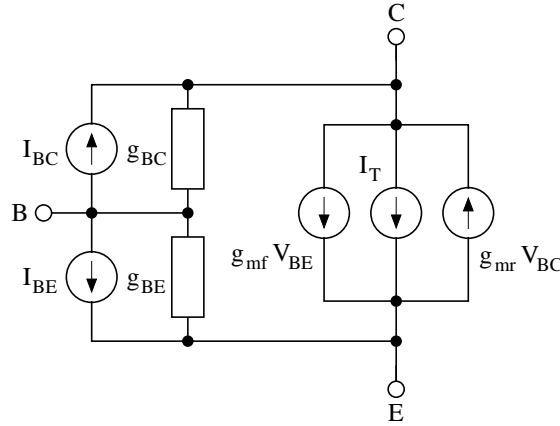 C
I_BC
g_BC
I_T
B
g_mf V_BE
g_mr V_BC
I_BE
g_BE
E